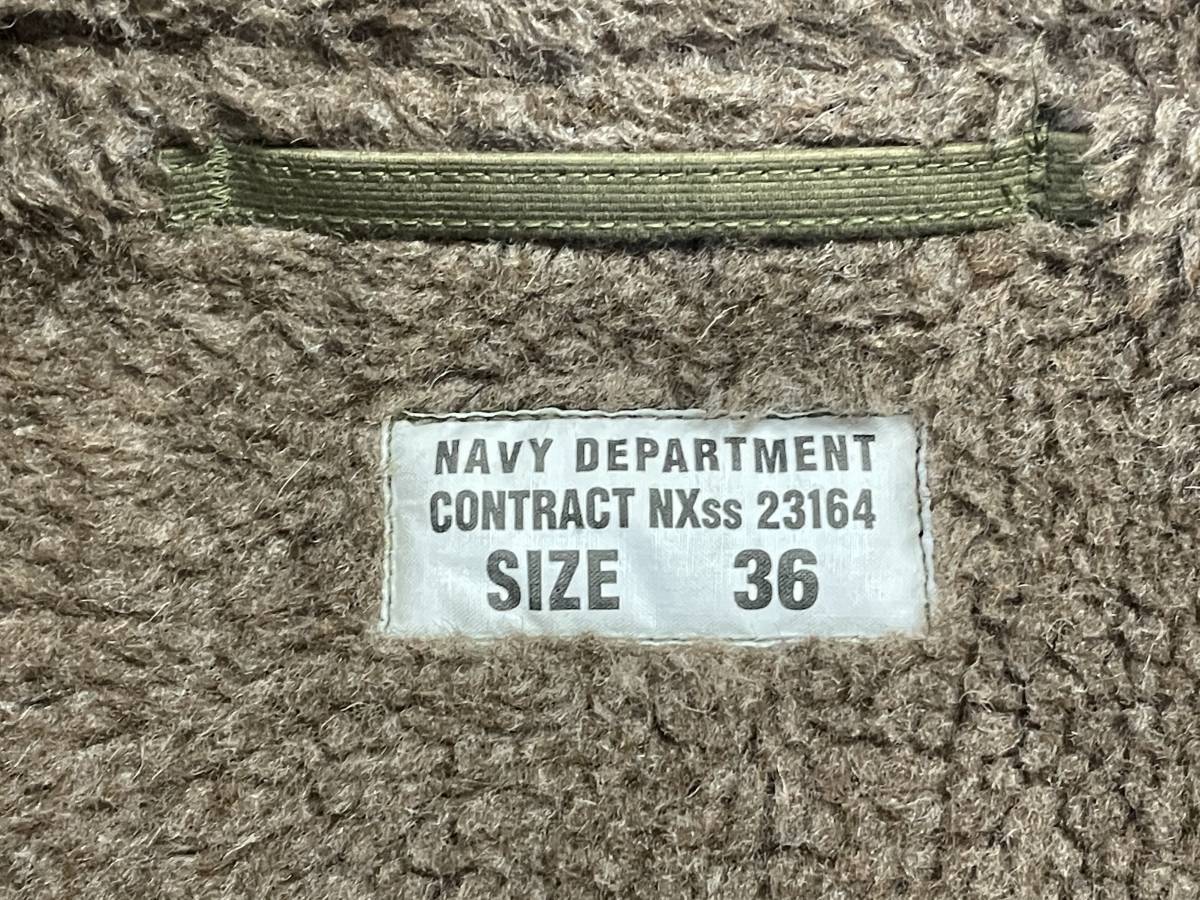 NAVY DEPARTMENT
CONTRACT NXss 23164
SIZE 36